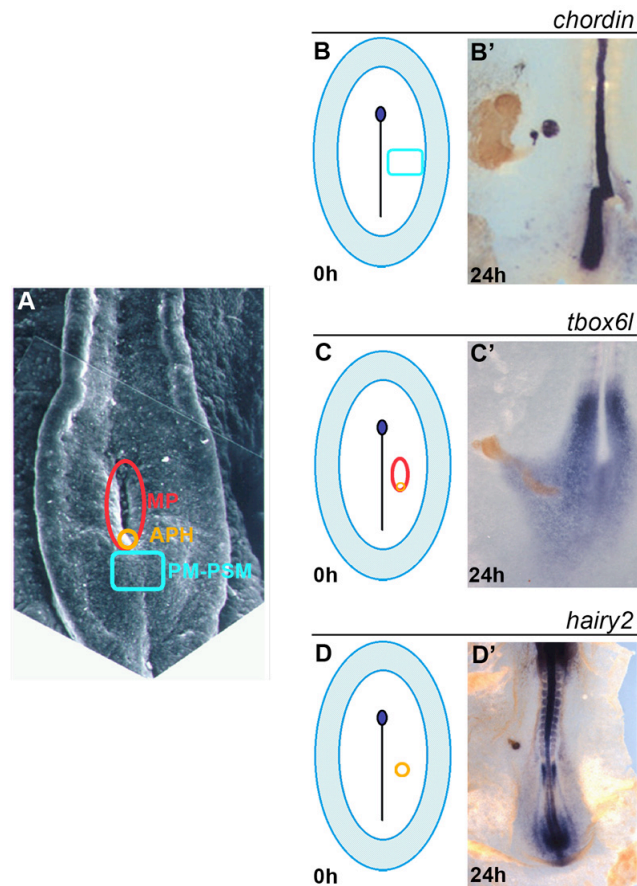 chordin
B
B'
0h
24h
A
MP
APH
PM-PSM
tbox6l
C
C'
0h
24h
hairy2
D
D'
0h
24h